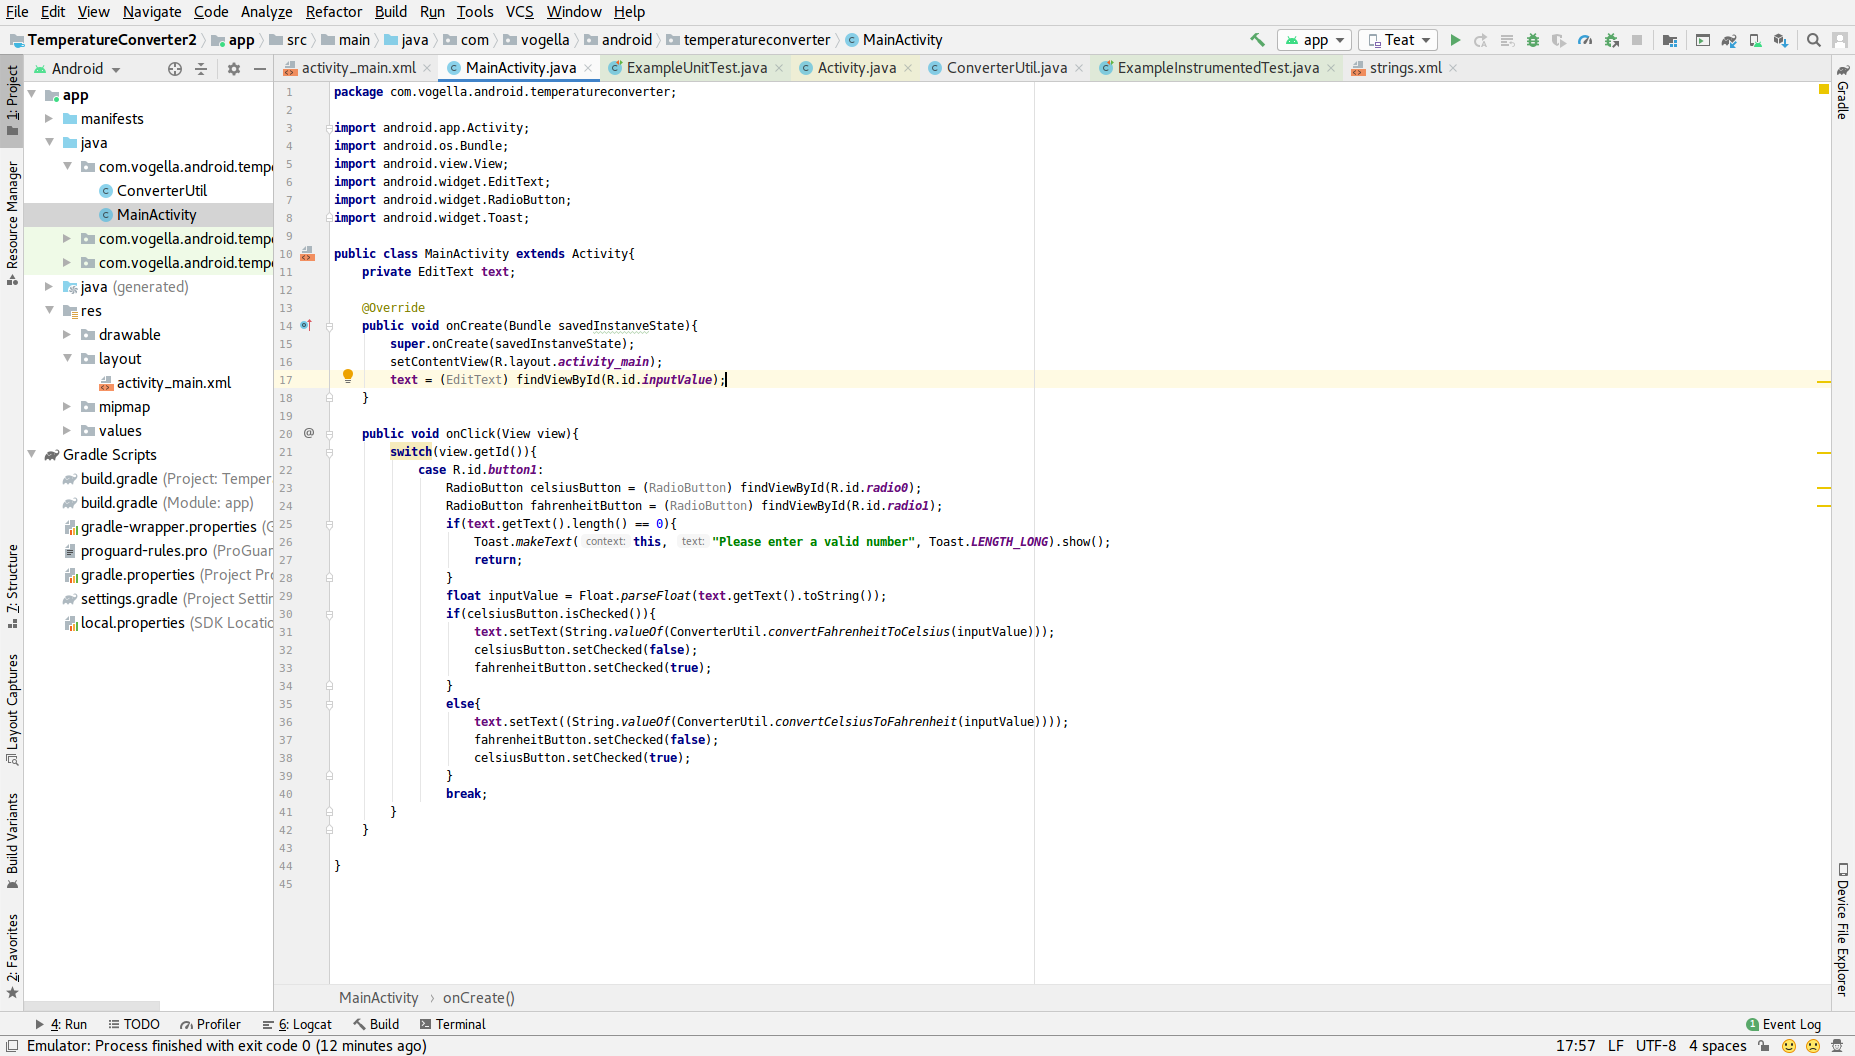 File Edit View Navigate Code Analyze Refactor Build Run Tools VCS Window Help
TemperatureConverter2 app src main java com vogella android temperatureconverter MainActivity app Teat
Android
activity_main.xml MainActivity.java ExampleUnitTest.java Activity.java ConverterUtil.java ExampleInstrumentedTest.java strings.xml
1: Project
Resource Manager
7: Structure
Layout Captures
Build Variants
2: Favorites
app
manifests
java
com.vogella.android.temp
ConverterUtil
MainActivity
com.vogella.android.temp
com.vogella.android.temp
java (generated)
res
drawable
layout
activity_main.xml
mipmap
values
Gradle Scripts
build.gradle (Project: Temper
build.gradle (Module: app)
gradle-wrapper.properties (G
proguard-rules.pro (ProGuar
gradle.properties (Project Pr
settings.gradle (Project Settin
local.properties (SDK Locatic
1 package com.vogella.android.temperatureconverter;
2
3 import android.app.Activity;
4 import android.os.Bundle;
5 import android.view.View;
6 import android.widget.EditText;
7 import android.widget.RadioButton;
8 import android.widget.Toast;
9
10 public class MainActivity extends Activity{
11 private EditText text;
12
13 @Override
14 public void onCreate(Bundle savedInstanveState){
15 super.onCreate(savedInstanveState);
16 setContentView(R.layout.activity_main);
17 text = (EditText) findViewById(R.id.inputValue);
18 }
19
20 @ public void onClick(View view){
21 switch(view.getId()){
22 case R.id.button1:
23 RadioButton celsiusButton = (RadioButton) findViewById(R.id.radio0);
24 RadioButton fahrenheitButton = (RadioButton) findViewById(R.id.radio1);
25 if(text.getText().length() == 0){
26 Toast.makeText( context: this, text: "Please enter a valid number", Toast.LENGTH_LONG).show();
27 return;
28 }
29 float inputValue = Float.parseFloat(text.getText().toString());
30 if(celsiusButton.isChecked()){
31 text.setText(String.valueOf(ConverterUtil.convertFahrenheitToCelsius(inputValue)));
32 celsiusButton.setChecked(false);
33 fahrenheitButton.setChecked(true);
34 }
35 else{
36 text.setText((String.valueOf(ConverterUtil.convertCelsiusToFahrenheit(inputValue))));
37 fahrenheitButton.setChecked(false);
38 celsiusButton.setChecked(true);
39 }
40 break;
41 }
42 }
43
44 }
45
Gradle
Device File Explorer
MainActivity › onCreate()
4: Run TODO Profiler 6: Logcat Build Terminal 1 Event Log
Emulator: Process finished with exit code 0 (12 minutes ago) 17:57 LF UTF-8 4 spaces